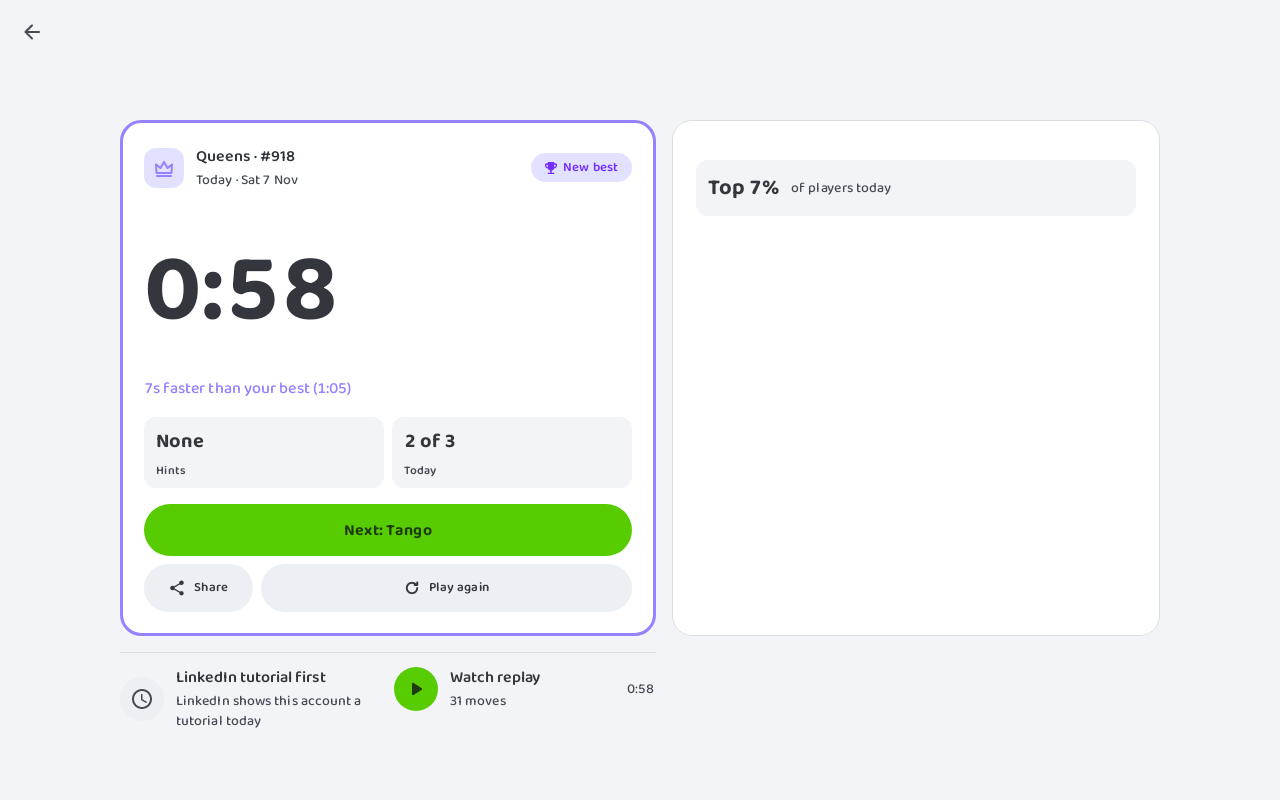 Queens · #918
Today · Sat 7 Nov
New best
0:58
7s faster than your best (1:05)
None
Hints
2 of 3
Today
Next: Tango
Share
Play again
Top 7% of players today
LinkedIn tutorial first
LinkedIn shows this account a
tutorial today
Watch replay
31 moves
0:58